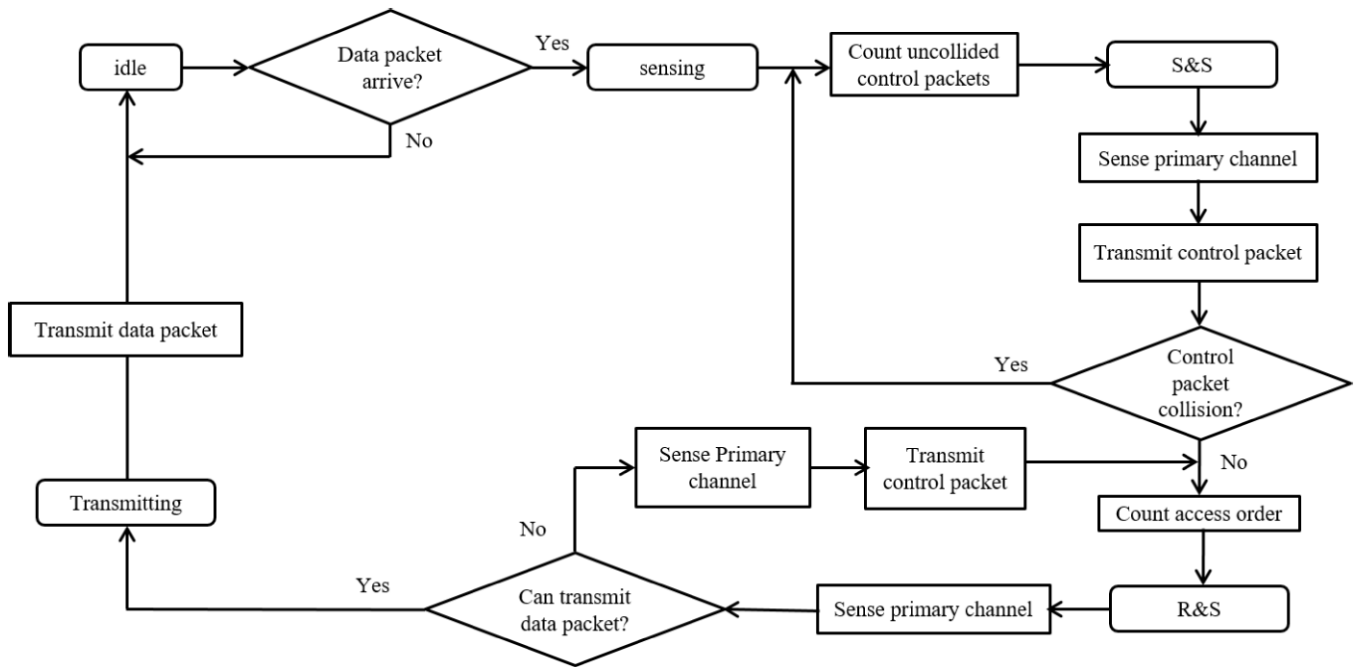 idle
Data packet
arrive?
Yes
No
sensing
Count uncollided
control packets
S&S
Sense primary channel
Transmit control packet
Control
packet
collision?
Yes
No
Count access order
R&S
Sense primary channel
Can transmit
data packet?
No
Sense Primary
channel
Transmit
control packet
Yes
Transmitting
Transmit data packet